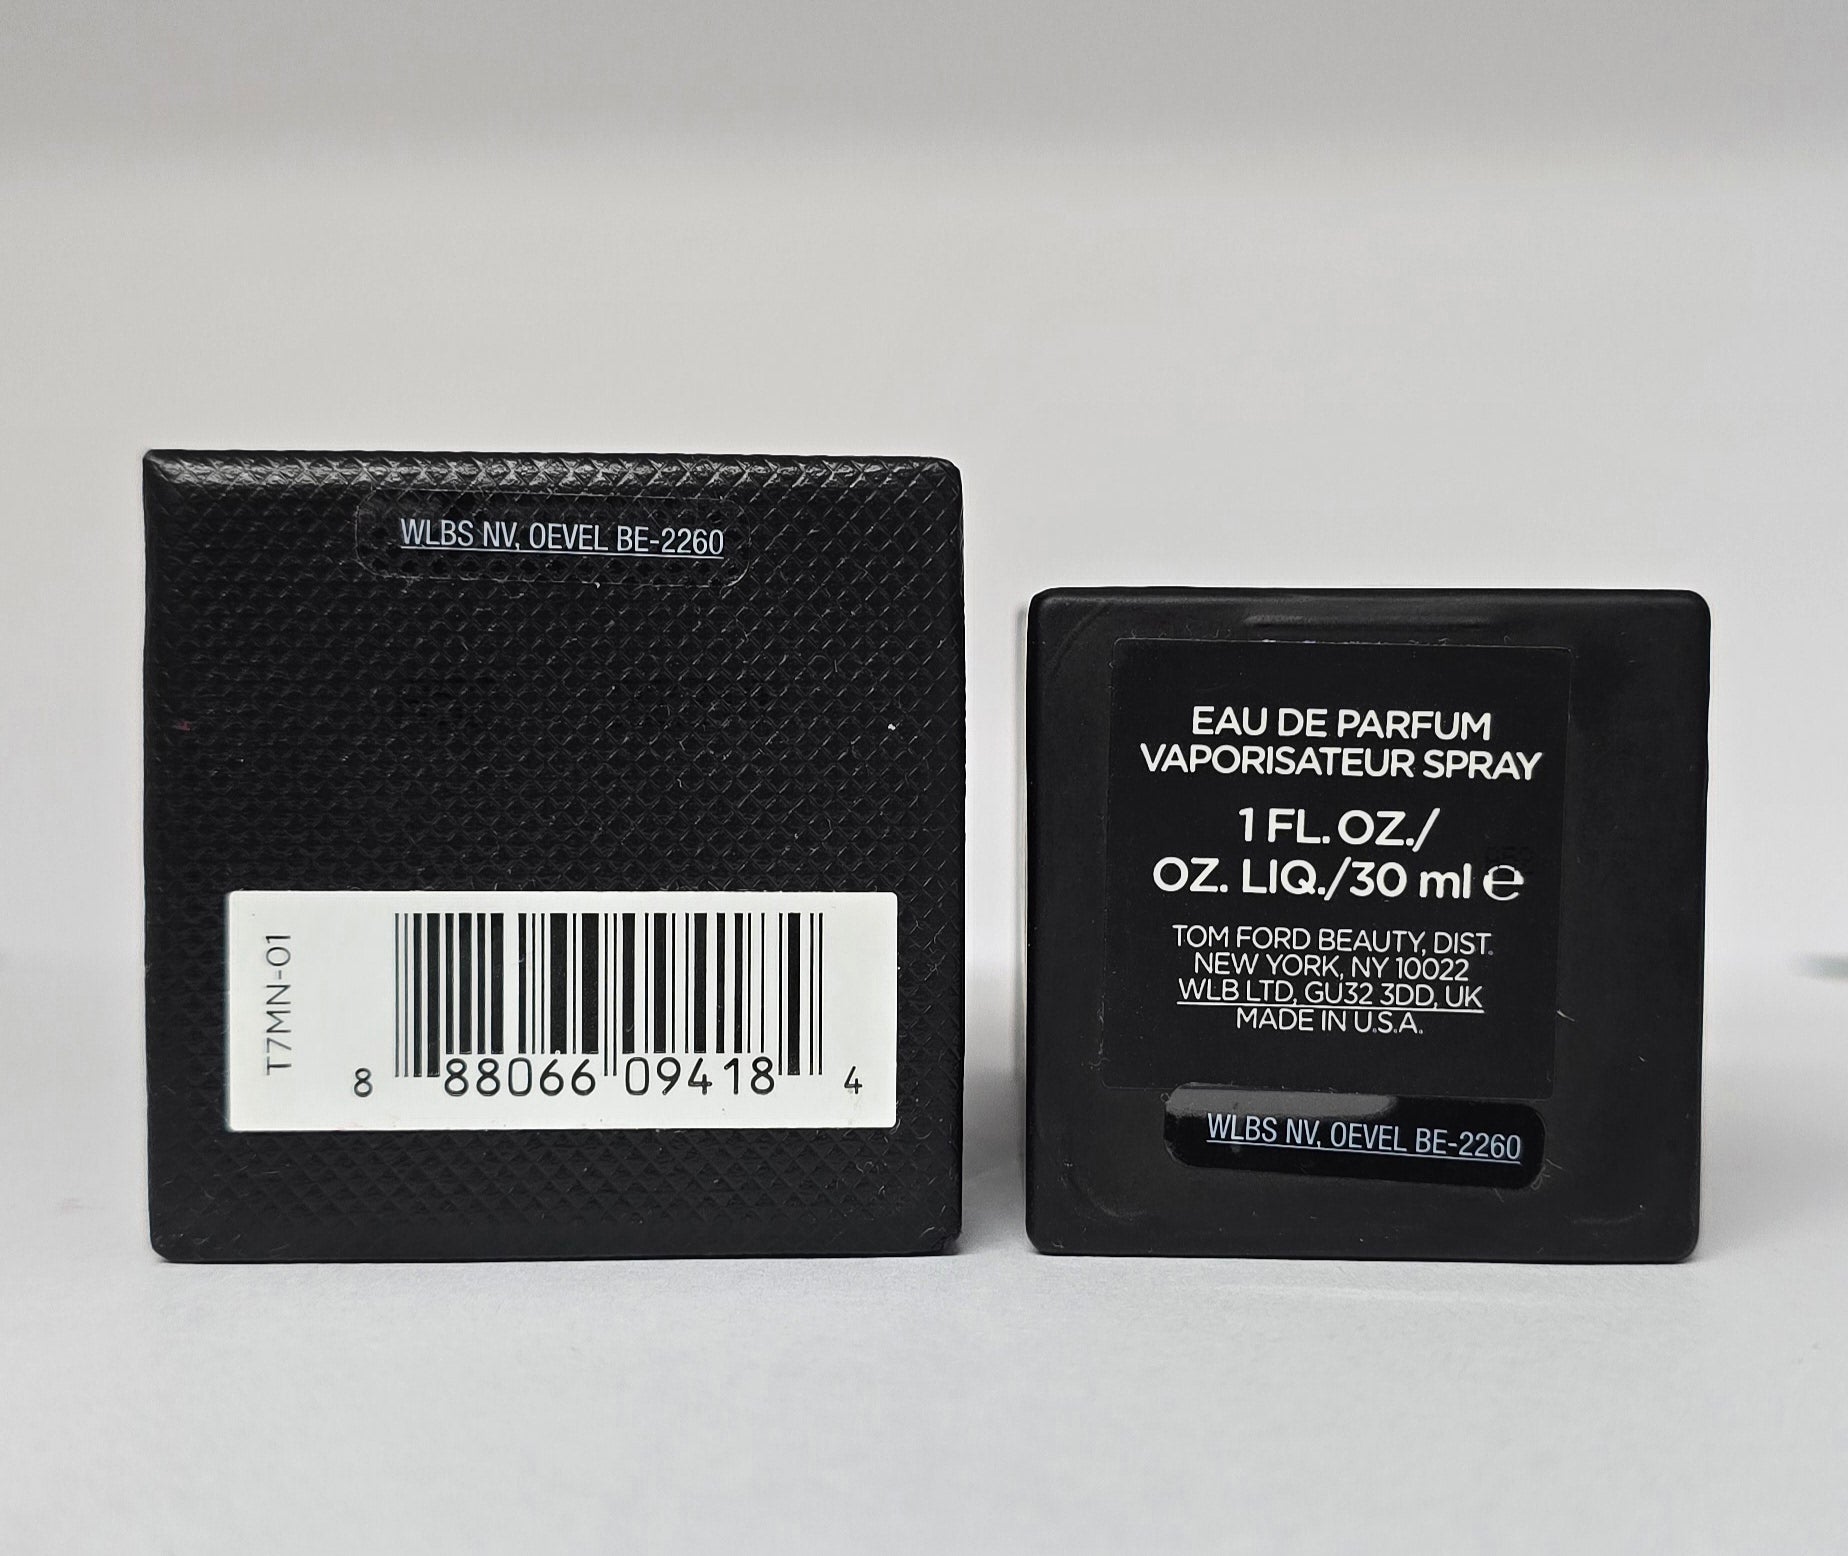 WLBS NV, OEVEL BE-2260
T7MN-01
8 88066 09418 4
EAU DE PARFUM
VAPORISATEUR SPRAY
1 FL. OZ./
OZ. LIQ./30 ml ℮
TOM FORD BEAUTY, DIST.
NEW YORK, NY 10022
WLB LTD, GU32 3DD, UK
MADE IN U.S.A.
WLBS NV, OEVEL BE-2260